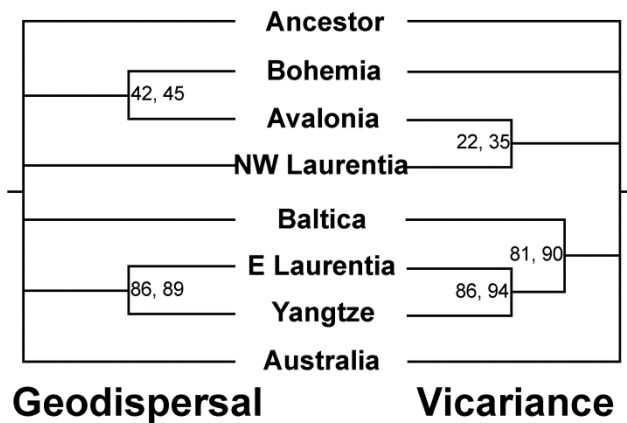 Ancestor
Bohemia
42, 45
Avalonia
22, 35
NW Laurentia
Baltica
81, 90
E Laurentia
86, 89
86, 94
Yangtze
Australia
Geodispersal
Vicariance